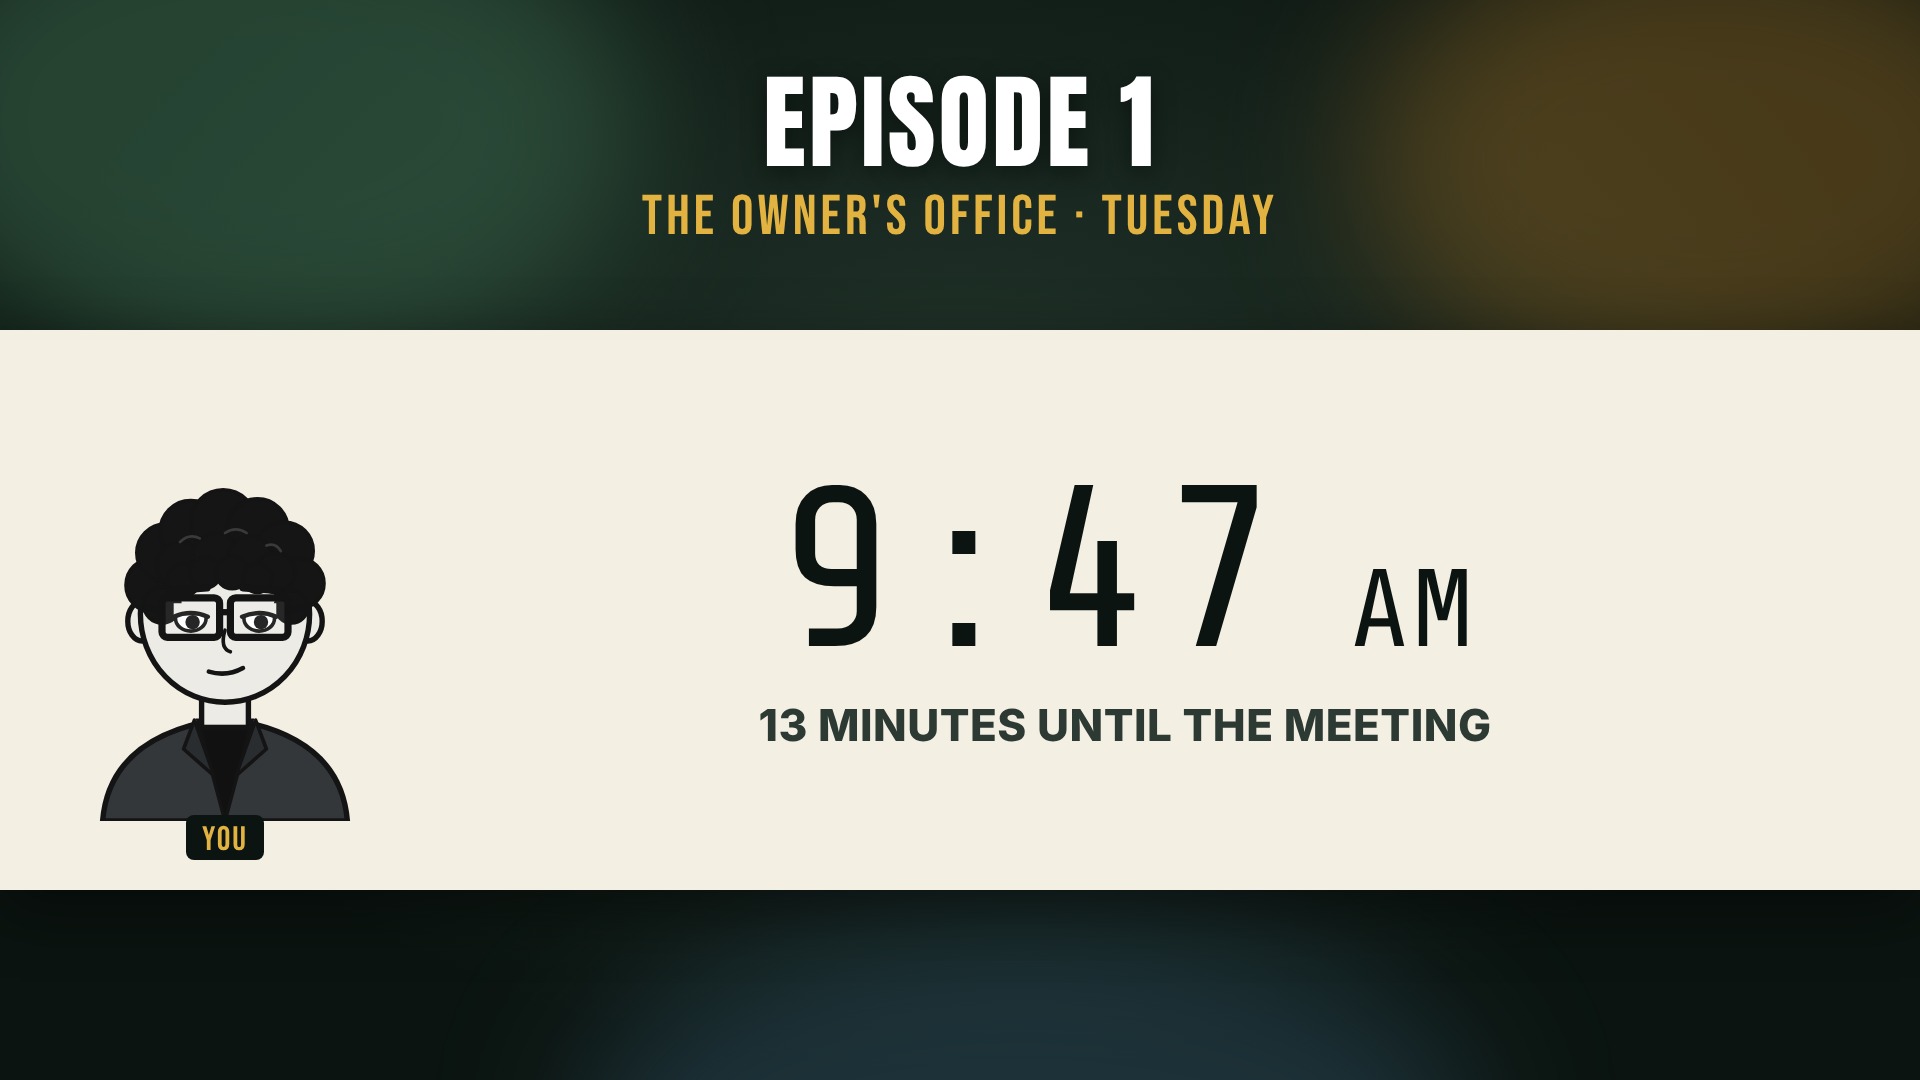 EPISODE 1
THE OWNER'S OFFICE · TUESDAY
9:47 AM
13 MINUTES UNTIL THE MEETING
YOU